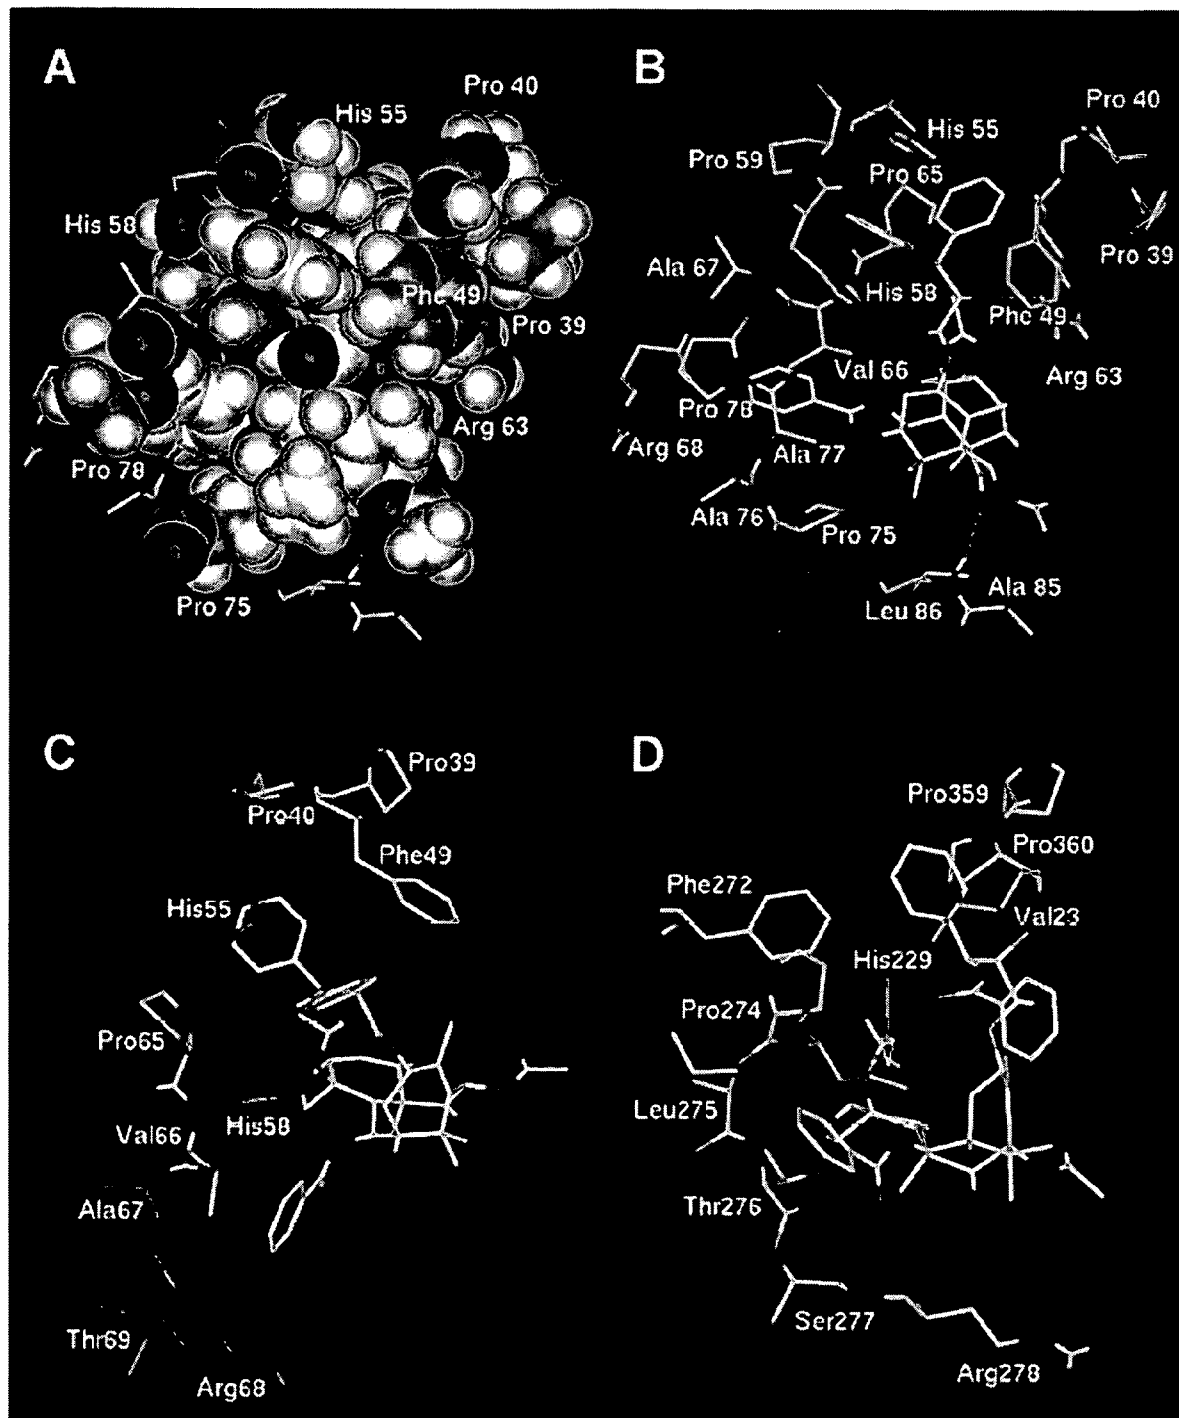 A
Pro 40
His 55
His 58
Phe 49
Pro 39
Arg 63
Pro 78
Pro 75
B
Pro 40
His 55
Pro 59
Pro 65
Pro 39
Ala 67
His 58
Phe 49
Val 66
Arg 63
Pro 78
Arg 68
Ala 77
Ala 76
Pro 75
Ala 85
Leu 86
C
Pro39
Pro40
Phe49
His55
Pro65
His58
Val66
Ala67
Thr69
Arg68
D
Pro359
Pro360
Phe272
Val23
His229
Pro274
Leu275
Thr276
Ser277
Arg278